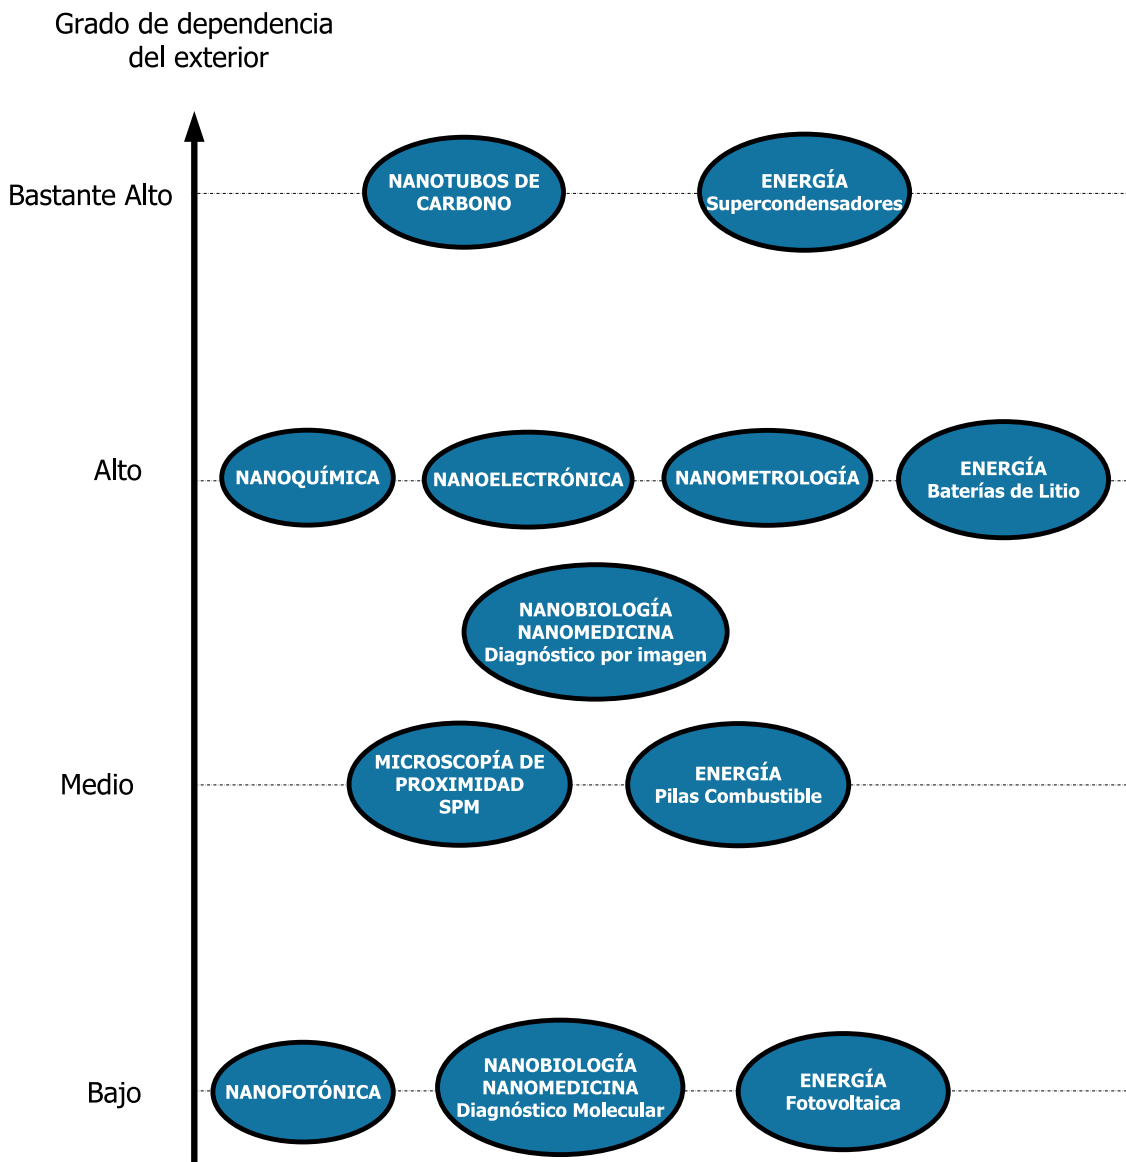 Grado de dependencia
del exterior
Bastante Alto
NANOTUBOS DE
CARBONO
ENERGÍA
Supercondensadores
Alto
NANOQUÍMICA
NANOELECTRÓNICA
NANOMETROLOGÍA
ENERGÍA
Baterías de Litio
NANOBIOLOGÍA
NANOMEDICINA
Diagnóstico por imagen
Medio
MICROSCOPÍA DE
PROXIMIDAD
SPM
ENERGÍA
Pilas Combustible
Bajo
NANOFOTÓNICA
NANOBIOLOGÍA
NANOMEDICINA
Diagnóstico Molecular
ENERGÍA
Fotovoltaica